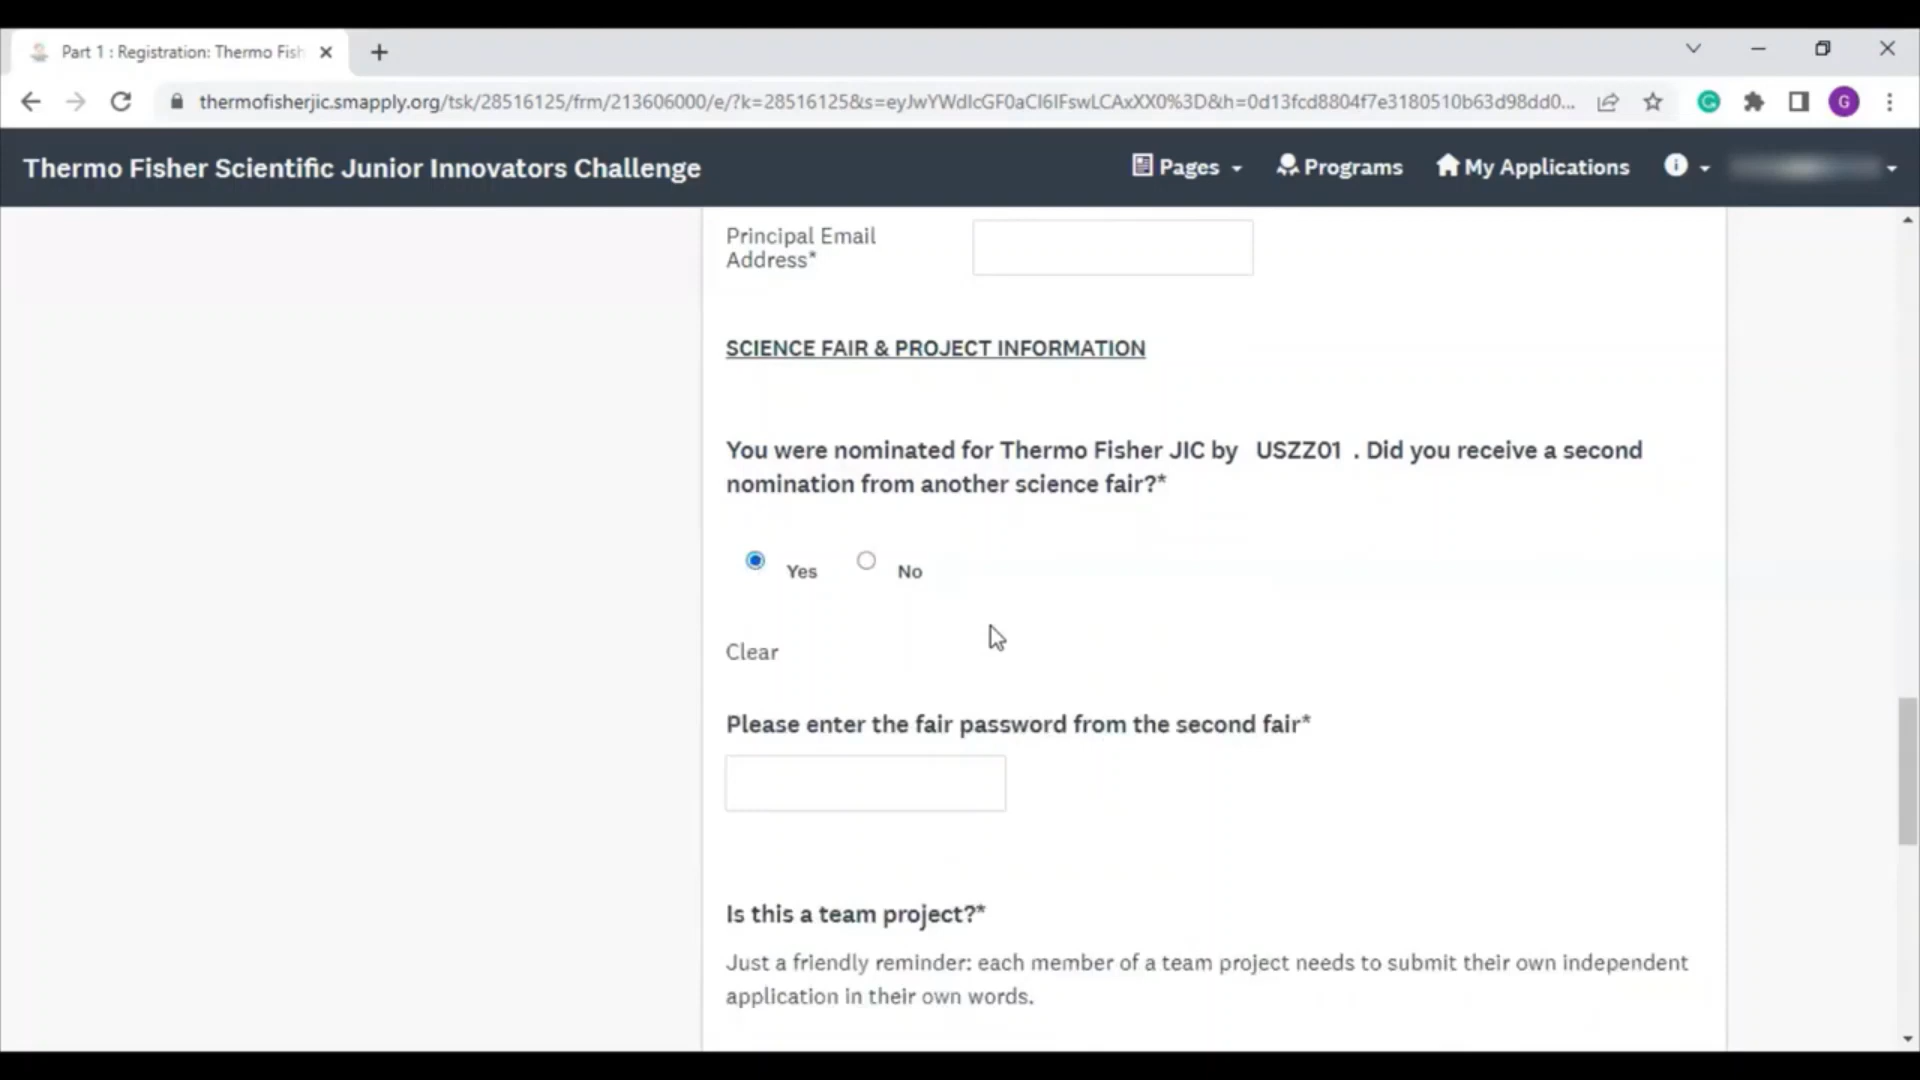 Part 1 : Registration: Thermo Fish
thermofisherjic.smapply.org/tsk/28516125/frm/213606000/e/?k=28516125&s=eyJwYWdlcGF0aCI6IFswLCAxXX0%3D&h=0d13fcd8804f7e3180510b63d98dd0...
G
Thermo Fisher Scientific Junior Innovators Challenge
Pages
Programs
My Applications
Principal Email
Address*
SCIENCE FAIR & PROJECT INFORMATION
You were nominated for Thermo Fisher JIC by USZZ01 . Did you receive a second
nomination from another science fair?*
Yes
No
Clear
Please enter the fair password from the second fair*
Is this a team project?*
Just a friendly reminder: each member of a team project needs to submit their own independent
application in their own words.